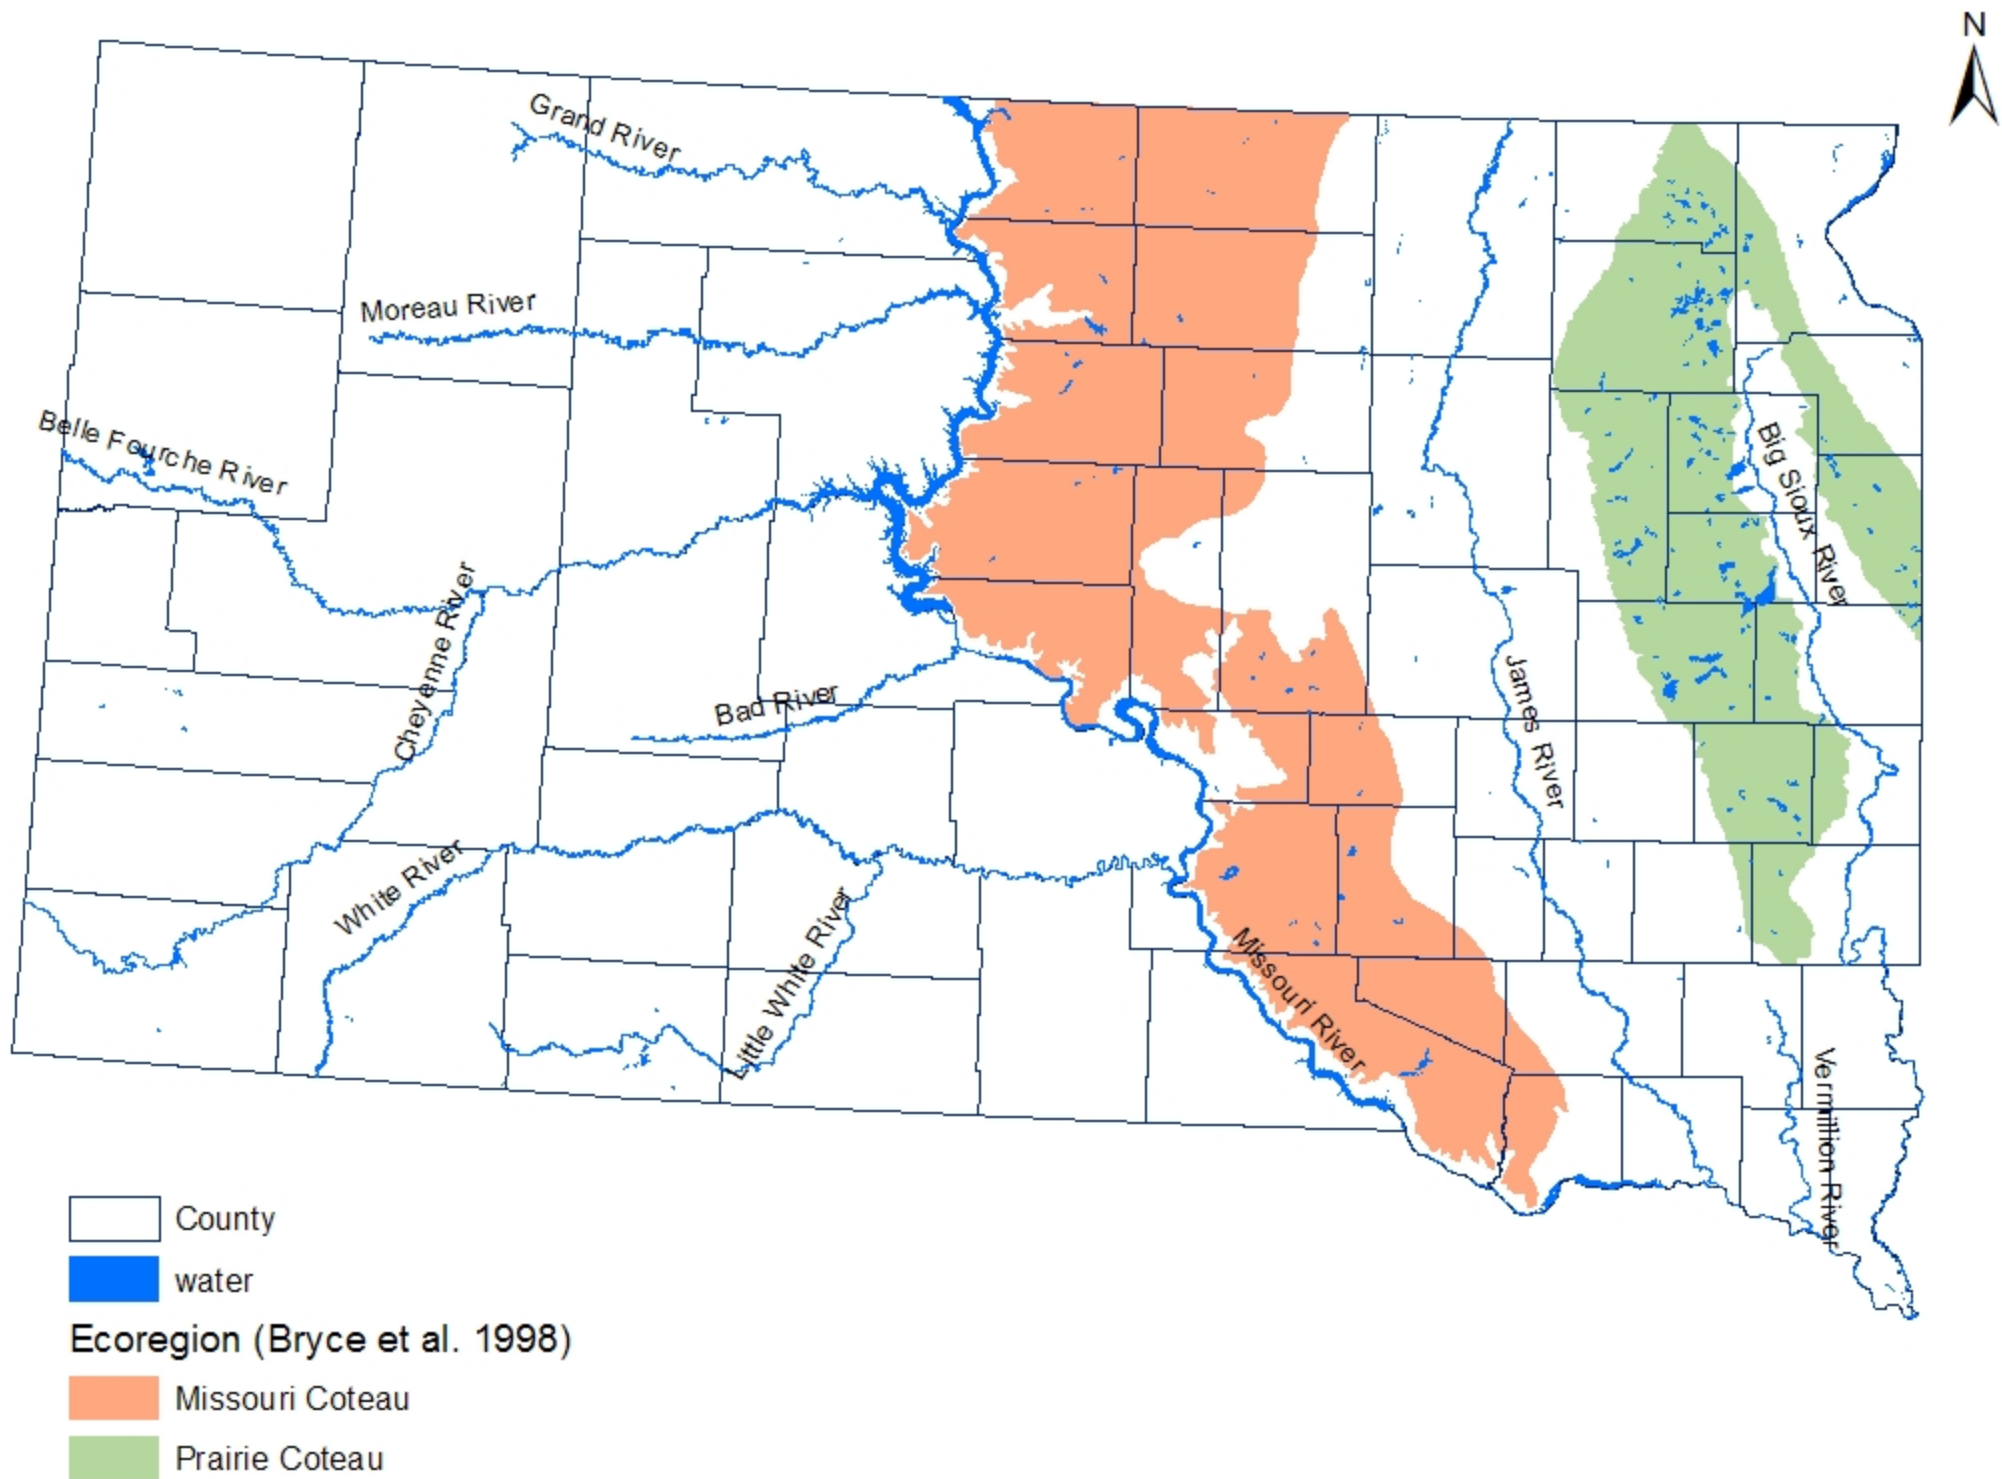 N
Grand River
Moreau River
Belle Fourche River
Big Sioux River
Cheyenne River
James River
Bad River
White River
Little White River
Missouri River
Vermillion River
County
water
Ecoregion (Bryce et al. 1998)
Missouri Coteau
Prairie Coteau